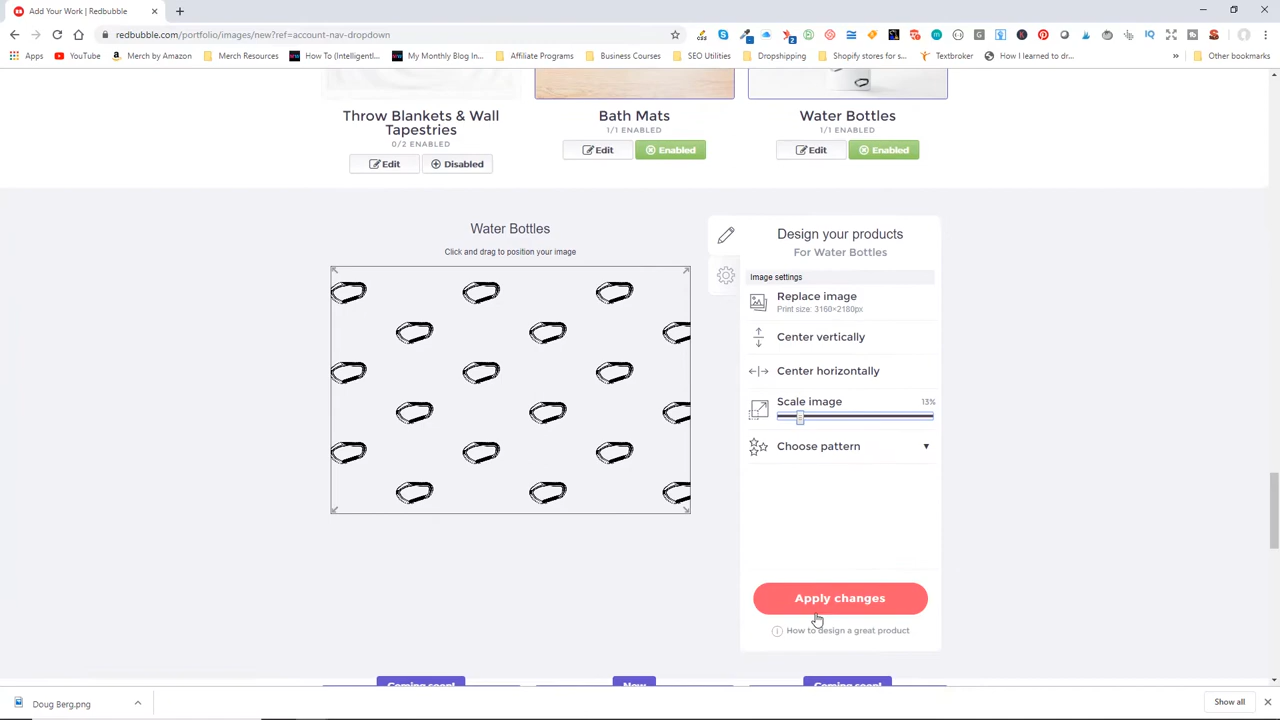 Add Your Work | Redbubble
redbubble.com/portfolio/images/new?ref=account-nav-dropdown
Apps
YouTube
Merch by Amazon
Merch Resources
How To (Intelligentl...
My Monthly Blog In...
Affiliate Programs
Business Courses
SEO Utilities
Dropshipping
Shopify stores for s...
Textbroker
How I learned to dr...
»
Other bookmarks
Throw Blankets & Wall
Tapestries
0/2 ENABLED
Edit
Disabled
Bath Mats
1/1 ENABLED
Edit
Enabled
Water Bottles
1/1 ENABLED
Edit
Enabled
Water Bottles
Click and drag to position your image
Design your products
For Water Bottles
Image settings
Replace image
Print size: 3160×2180px
Center vertically
Center horizontally
Scale image
13%
Choose pattern
Apply changes
How to design a great product
Coming soon!
New
Coming soon!
Doug Berg.png
Show all